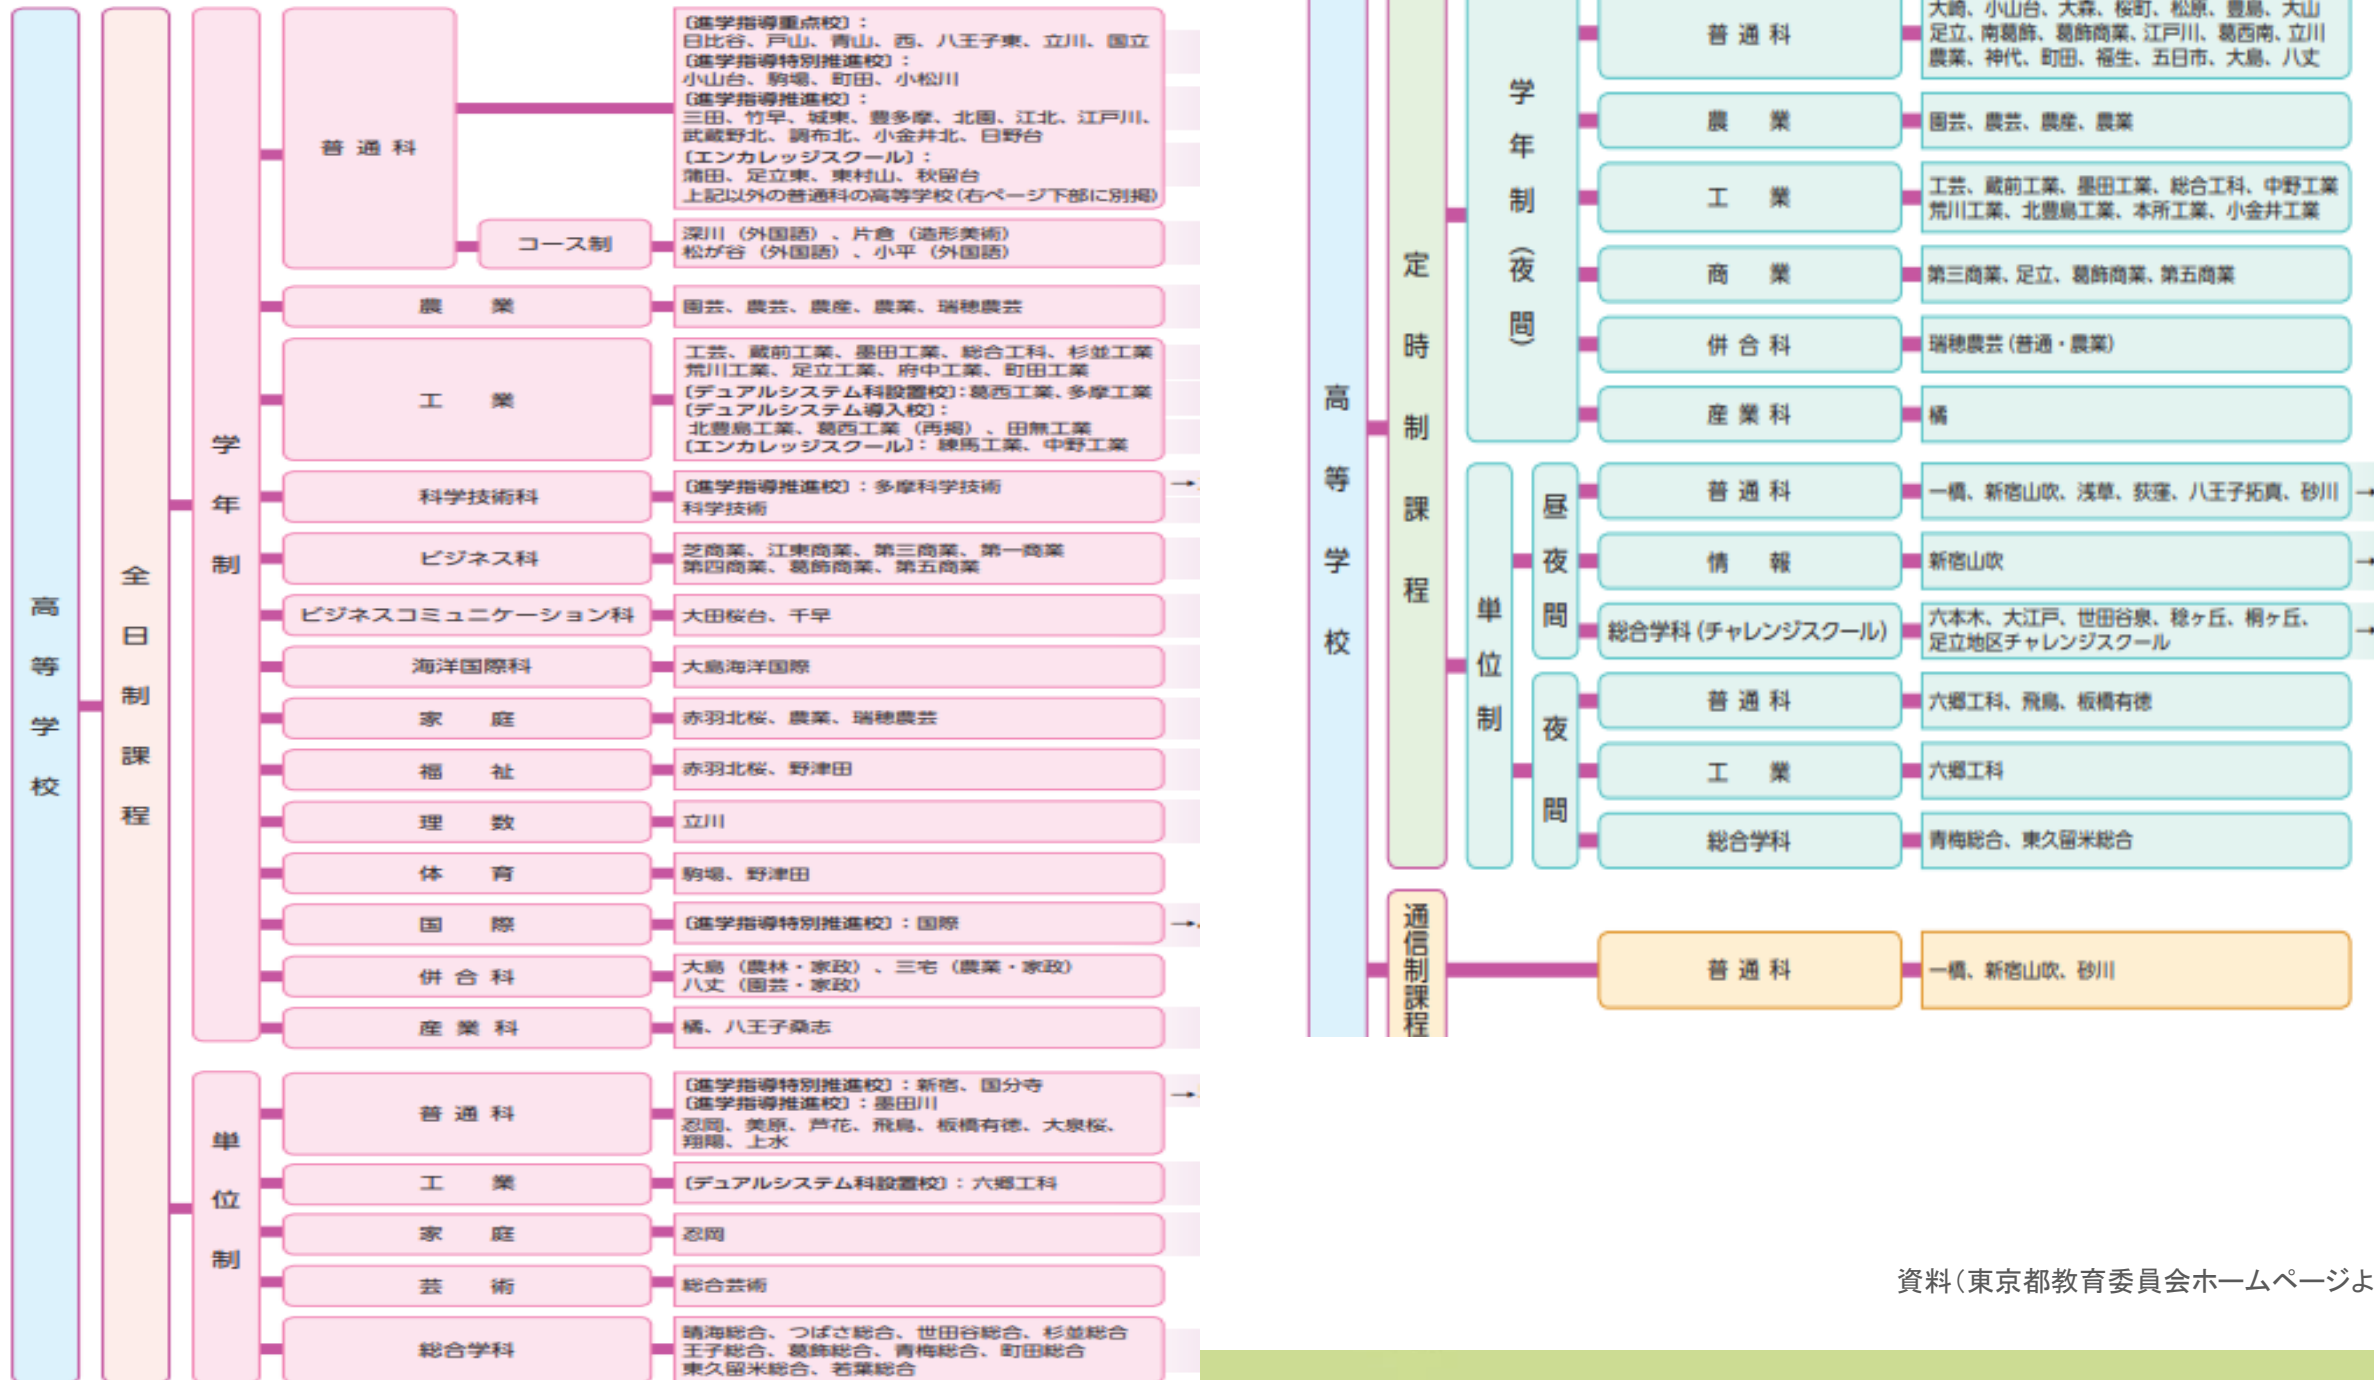 高等学校
全日制課程
学年制
普通科
〔進学指導重点校〕：
日比谷、戸山、青山、西、八王子東、立川、国立
〔進学指導特別推進校〕：
小山台、駒場、町田、小松川
〔進学指導推進校〕：
三田、竹早、城東、豊多摩、北園、江北、江戸川、
武蔵野北、調布北、小金井北、日野台
〔エンカレッジスクール〕：
蒲田、足立東、東村山、秋留台
上記以外の普通科の高等学校（右ページ下部に別掲）
コース制
深川（外国語）、片倉（造形美術）
松が谷（外国語）、小平（外国語）
農業
園芸、農芸、農産、農業、瑞穂農芸
工業
工芸、蔵前工業、墨田工業、総合工科、杉並工業
荒川工業、足立工業、府中工業、町田工業
〔デュアルシステム科設置校〕：葛西工業、多摩工業
〔デュアルシステム導入校〕：
北豊島工業、葛西工業（再掲）、田無工業
〔エンカレッジスクール〕：練馬工業、中野工業
科学技術科
〔進学指導推進校〕：多摩科学技術
科学技術
→
ビジネス科
芝商業、江東商業、第三商業、第一商業
第四商業、葛飾商業、第五商業
ビジネスコミュニケーション科
大田桜台、千早
海洋国際科
大島海洋国際
家庭
赤羽北桜、農業、瑞穂農芸
福祉
赤羽北桜、野津田
理数
立川
体育
駒場、野津田
国際
〔進学指導特別推進校〕：国際
→
併合科
大島（農林・家政）、三宅（農業・家政）
八丈（園芸・家政）
産業科
橘、八王子桑志
単位制
普通科
〔進学指導特別推進校〕：新宿、国分寺
〔進学指導推進校〕：墨田川
忍岡、美原、芦花、飛鳥、板橋有徳、大泉桜、
翔陽、上水
→
工業
〔デュアルシステム科設置校〕：六郷工科
家庭
忍岡
芸術
総合芸術
総合学科
晴海総合、つばさ総合、世田谷総合、杉並総合
王子総合、葛飾総合、青梅総合、町田総合
東久留米総合、若葉総合
高等学校
定時制課程
学年制（夜間）
普通科
大崎、小山台、大森、桜町、松原、豊島、大山
足立、南葛飾、葛飾商業、江戸川、葛西南、立川
農業、神代、町田、福生、五日市、大島、八丈
農業
園芸、農芸、農産、農業
工業
工芸、蔵前工業、墨田工業、総合工科、中野工業
荒川工業、北豊島工業、本所工業、小金井工業
商業
第三商業、足立、葛飾商業、第五商業
併合科
瑞穂農芸（普通・農業）
産業科
橘
単位制
昼夜間
普通科
一橋、新宿山吹、浅草、荻窪、八王子拓真、砂川
→
情報
新宿山吹
→
総合学科（チャレンジスクール）
六本木、大江戸、世田谷泉、稔ヶ丘、桐ヶ丘、
足立地区チャレンジスクール
→
夜間
普通科
六郷工科、飛鳥、板橋有徳
工業
六郷工科
総合学科
青梅総合、東久留米総合
通信制課程
普通科
一橋、新宿山吹、砂川
資料（東京都教育委員会ホームページよ